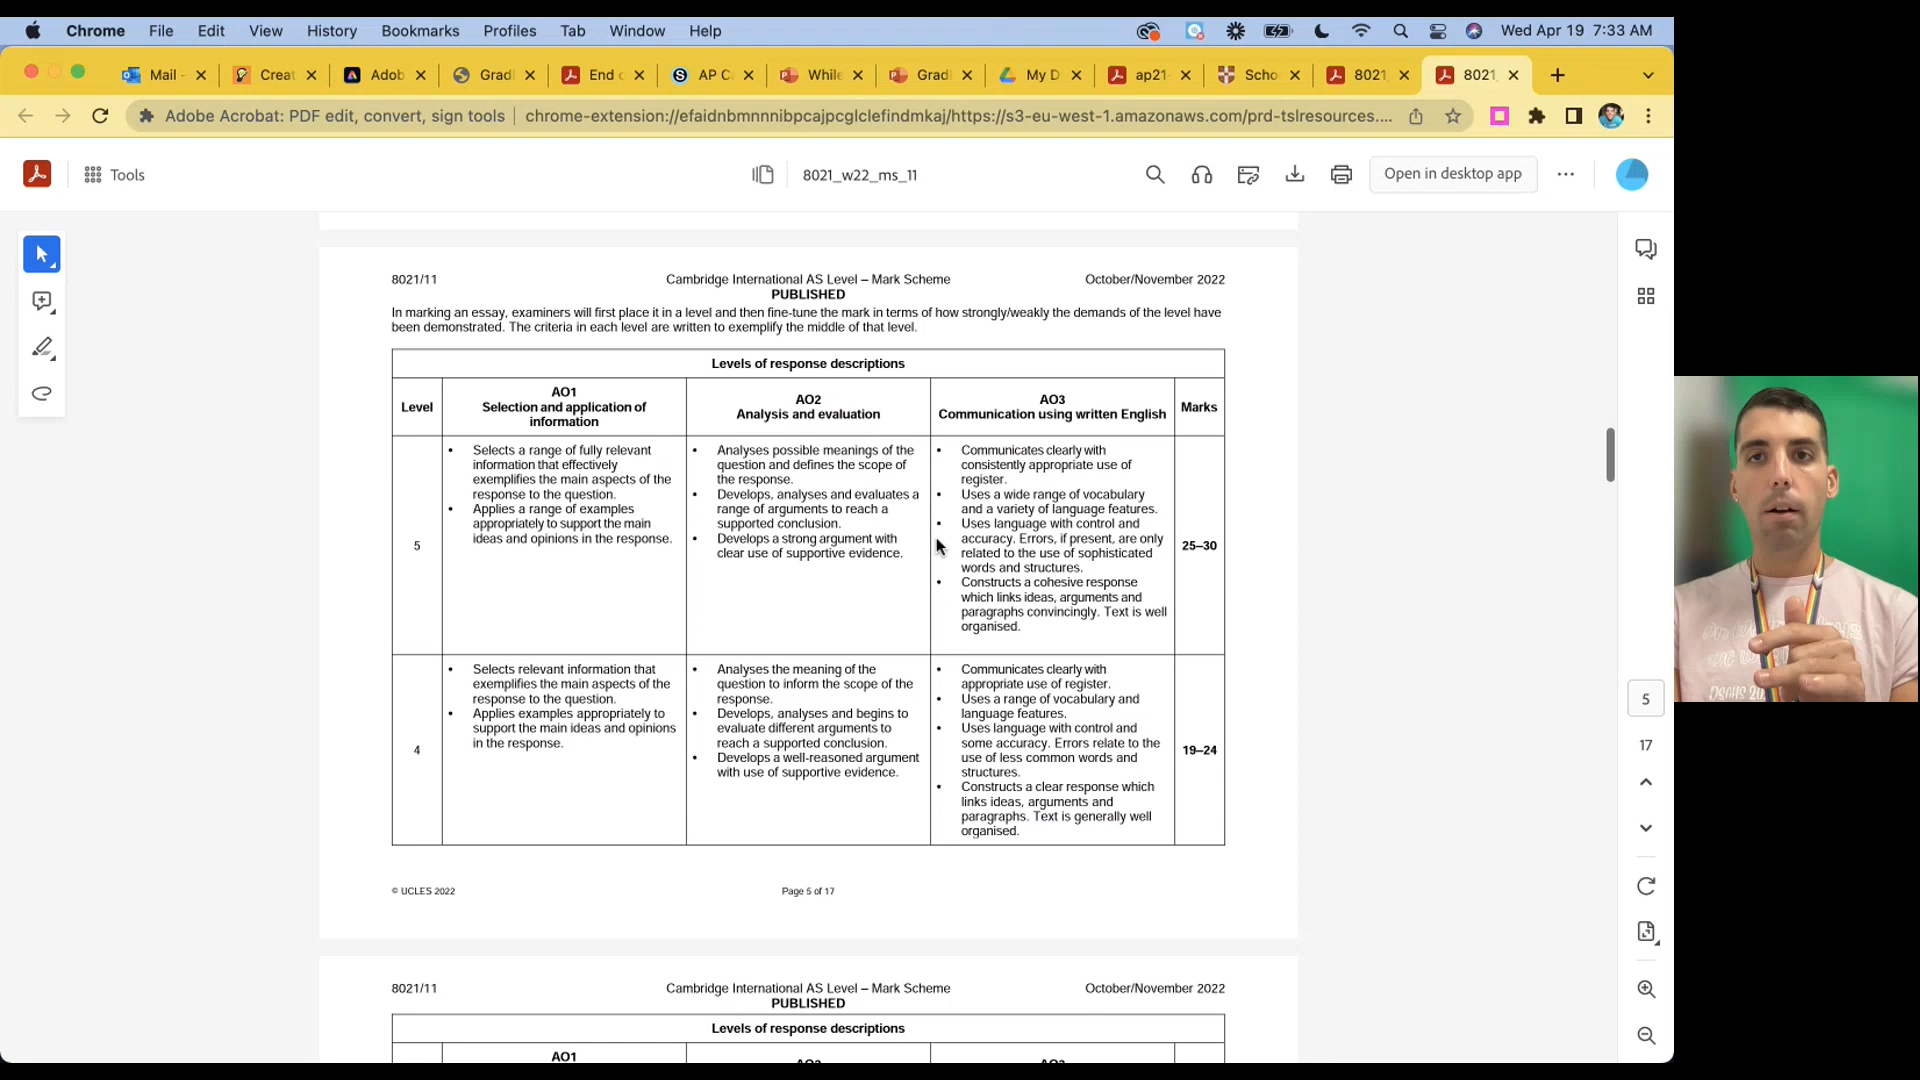 Chrome File Edit View History Bookmarks Profiles Tab Window Help Wed Apr 19 7:33 AM
Mail - Creat Adob Gradi End o AP C While Gradi My D ap21- Scho 8021_ 8021_
Adobe Acrobat: PDF edit, convert, sign tools chrome-extension://efaidnbmnnnibpcajpcglclefindmkaj/https://s3-eu-west-1.amazonaws.com/prd-tslresources....
Tools 8021_w22_ms_11 Open in desktop app
8021/11 Cambridge International AS Level – Mark Scheme October/November 2022
PUBLISHED
In marking an essay, examiners will first place it in a level and then fine-tune the mark in terms of how strongly/weakly the demands of the level have
been demonstrated. The criteria in each level are written to exemplify the middle of that level.
Levels of response descriptions
Level
AO1
Selection and application of
information
AO2
Analysis and evaluation
AO3
Communication using written English
Marks
5
• Selects a range of fully relevant
information that effectively
exemplifies the main aspects of the
response to the question.
• Applies a range of examples
appropriately to support the main
ideas and opinions in the response.
• Analyses possible meanings of the
question and defines the scope of
the response.
• Develops, analyses and evaluates a
range of arguments to reach a
supported conclusion.
• Develops a strong argument with
clear use of supportive evidence.
• Communicates clearly with
consistently appropriate use of
register.
• Uses a wide range of vocabulary
and a variety of language features.
• Uses language with control and
accuracy. Errors, if present, are only
related to the use of sophisticated
words and structures.
• Constructs a cohesive response
which links ideas, arguments and
paragraphs convincingly. Text is well
organised.
25–30
4
• Selects relevant information that
exemplifies the main aspects of the
response to the question.
• Applies examples appropriately to
support the main ideas and opinions
in the response.
• Analyses the meaning of the
question to inform the scope of the
response.
• Develops, analyses and begins to
evaluate different arguments to
reach a supported conclusion.
• Develops a well-reasoned argument
with use of supportive evidence.
• Communicates clearly with
appropriate use of register.
• Uses a range of vocabulary and
language features.
• Uses language with control and
some accuracy. Errors relate to the
use of less common words and
structures.
• Constructs a clear response which
links ideas, arguments and
paragraphs. Text is generally well
organised.
19–24
© UCLES 2022 Page 5 of 17
8021/11 Cambridge International AS Level – Mark Scheme October/November 2022
PUBLISHED
Levels of response descriptions
AO1
AO2
AO3
5
17